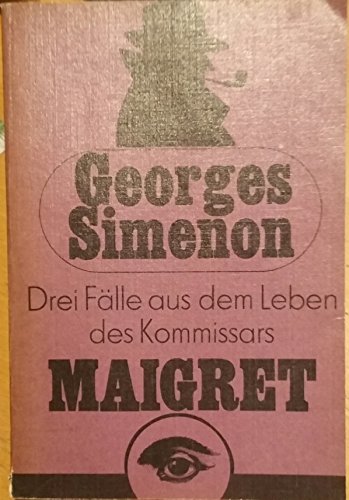 Georges
Simenon
Drei Fälle aus dem Leben
des Kommissars
MAIGRET